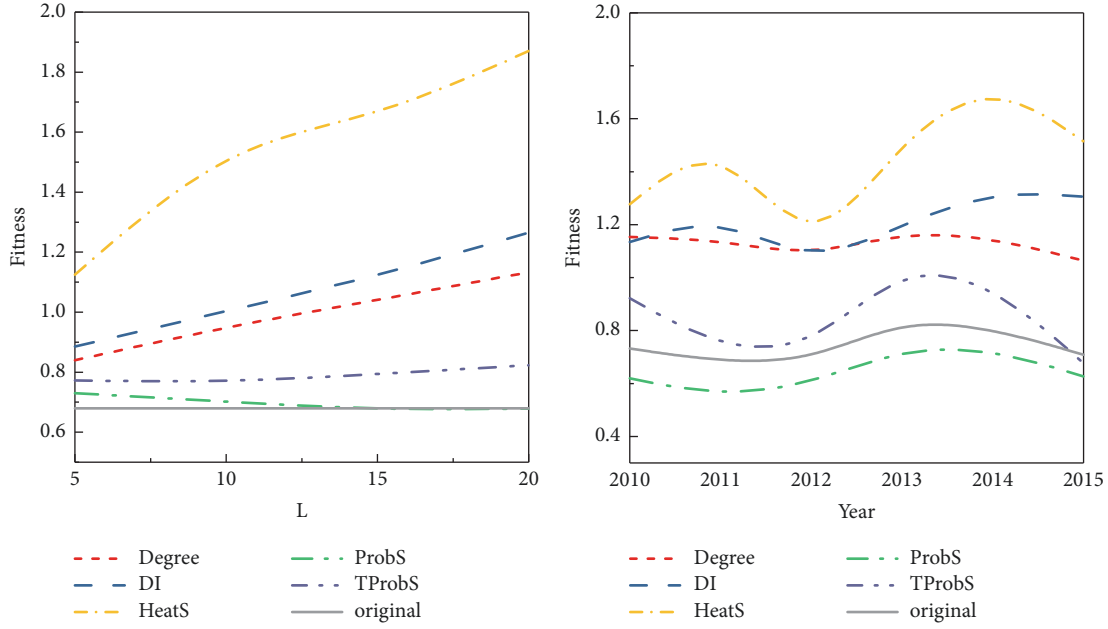 2.0
1.8
1.6
1.4
1.2
1.0
0.8
0.6
Fitness
5
10
15
20
L
Degree
DI
HeatS
ProbS
TProbS
original
2.0
1.6
1.2
0.8
0.4
Fitness
2010
2011
2012
2013
2014
2015
Year
Degree
DI
HeatS
ProbS
TProbS
original